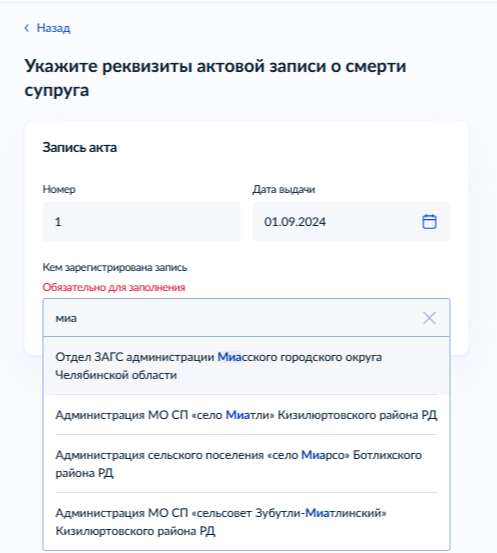 Назад
Укажите реквизиты актовой записи о смерти
супруга
Запись акта
Номер
Дата выдачи
1
01.09.2024
Кем зарегистрирована запись
Обязательно для заполнения
миа
Отдел ЗАГС администрации Миасского городского округа
Челябинской области
Администрация МО СП «село Миатли» Кизилюртовского района РД
Администрация сельского поселения «село Миарсо» Ботлихского
района РД
Администрация МО СП «сельсовет Зубутли-Миатлинский»
Кизилюртовского района РД